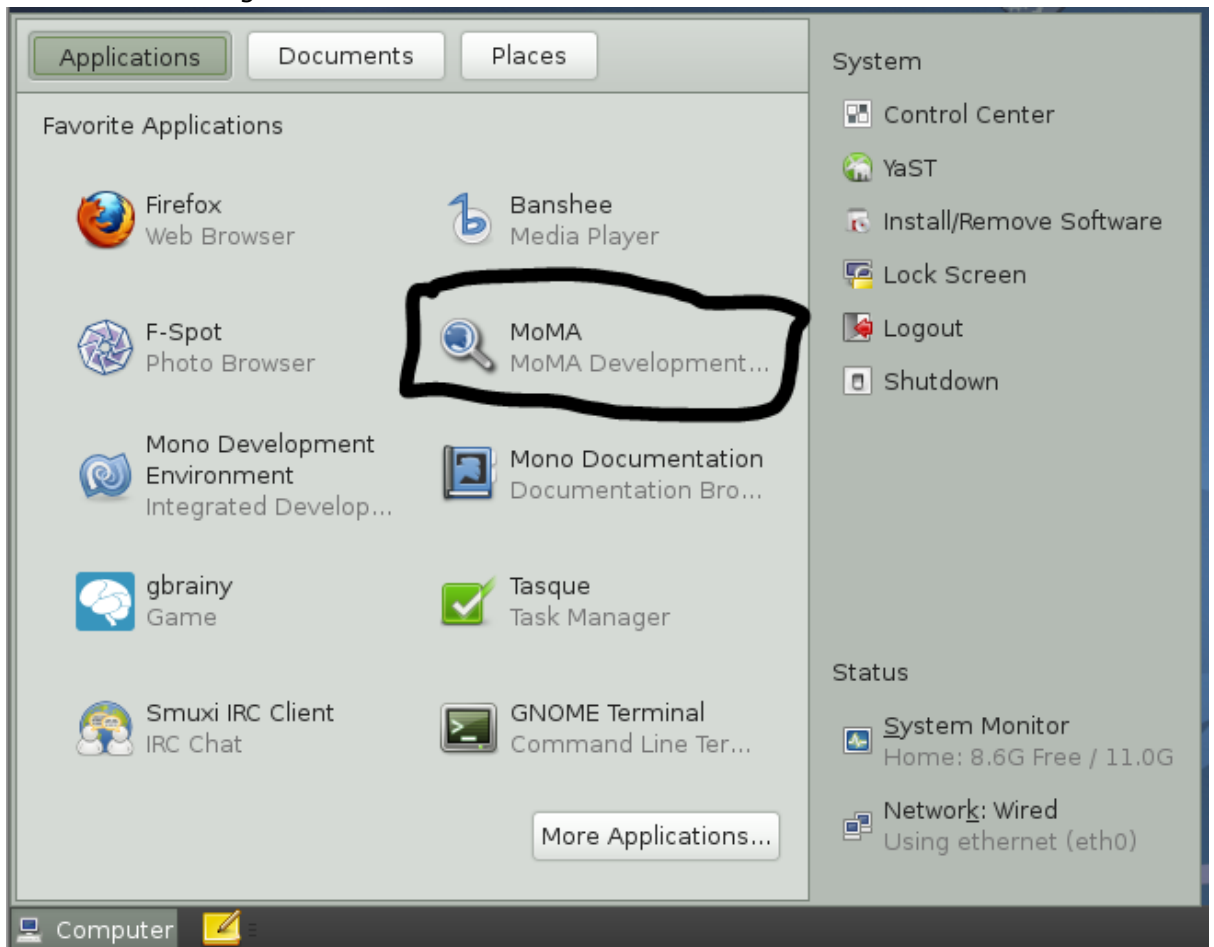 Applications
Documents
Places
Favorite Applications
Firefox
Web Browser
Banshee
Media Player
F-Spot
Photo Browser
MoMA
MoMA Development...
Mono Development
Environment
Integrated Develop...
Mono Documentation
Documentation Bro...
gbrainy
Game
Tasque
Task Manager
Smuxi IRC Client
IRC Chat
GNOME Terminal
Command Line Ter...
More Applications...
System
Control Center
YaST
Install/Remove Software
Lock Screen
Logout
Shutdown
Status
System Monitor
Home: 8.6G Free / 11.0G
Network: Wired
Using ethernet (eth0)
Computer